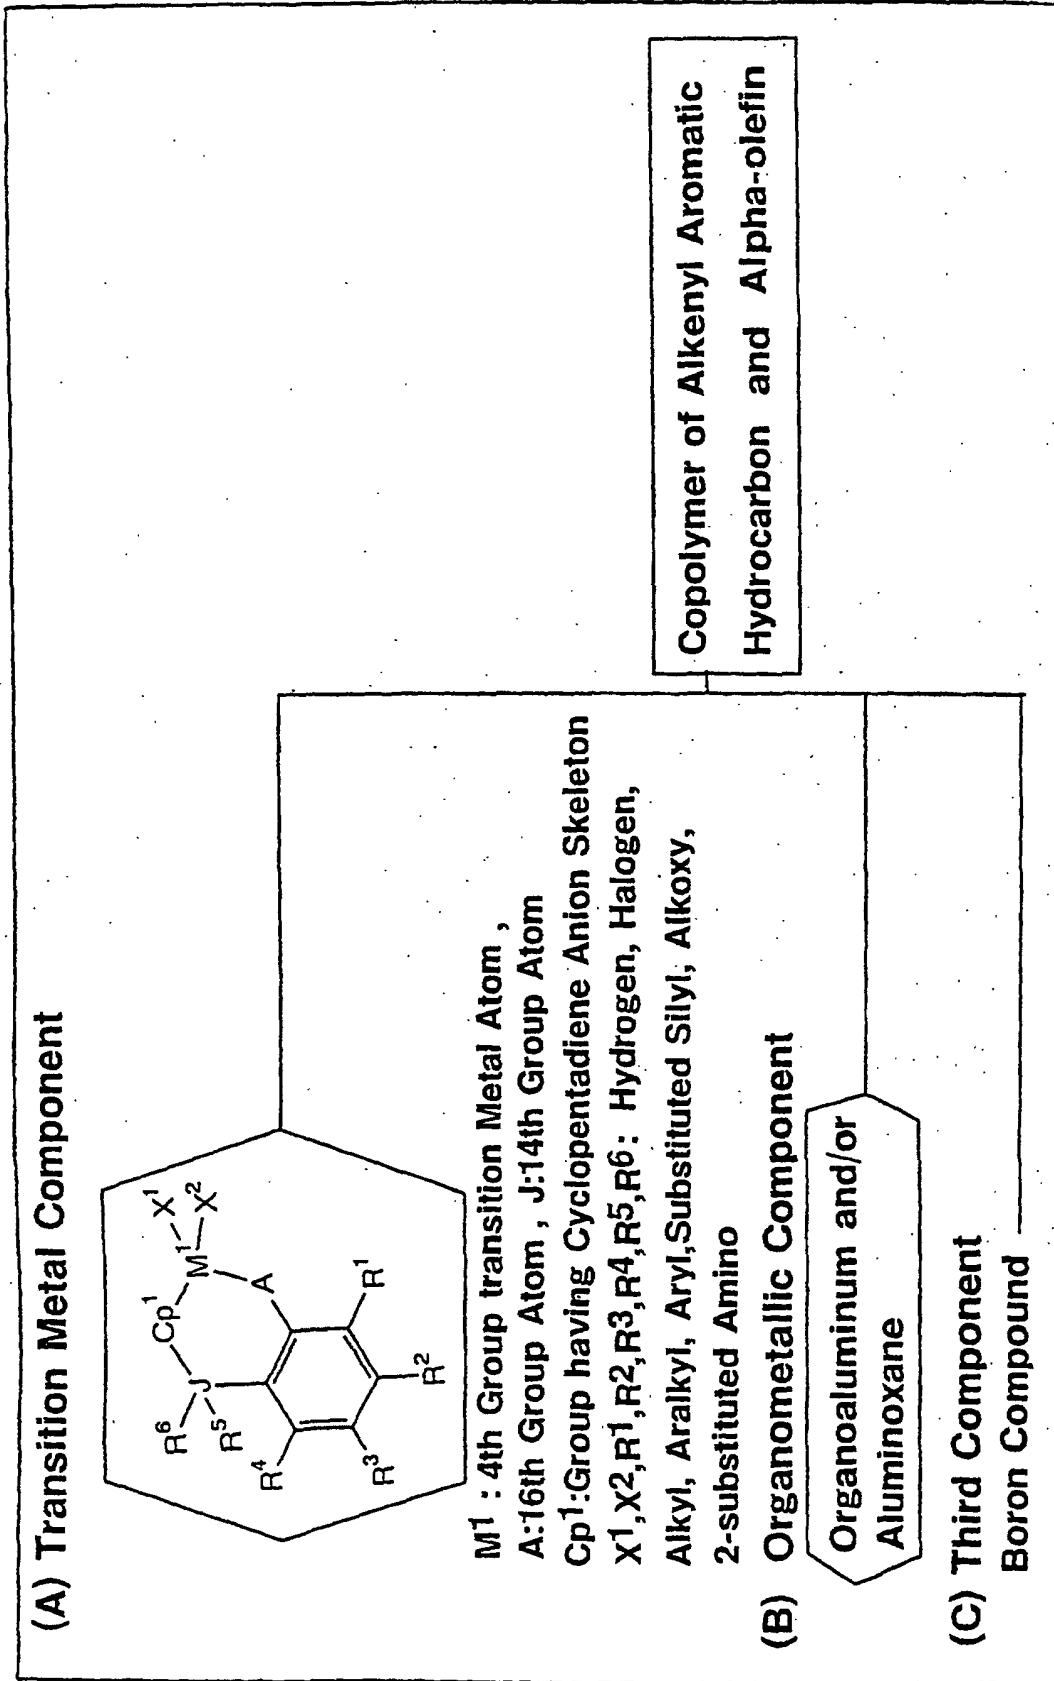 (A) Transition Metal Component
Cp1
M1
X1
X2
A
J
R6
R5
R4
R3
R2
R1
M1 : 4th Group transition Metal Atom ,
A:16th Group Atom , J:14th Group Atom
Cp1:Group having Cyclopentadiene Anion Skeleton
X1,X2,R1,R2,R3,R4,R5,R6: Hydrogen, Halogen,
Alkyl, Aralkyl, Aryl,Substituted Silyl, Alkoxy,
2-substituted Amino
(B) Organometallic Component
Organoaluminum and/or
Aluminoxane
(C) Third Component
Boron Compound
Copolymer of Alkenyl Aromatic
Hydrocarbon and Alpha-olefin